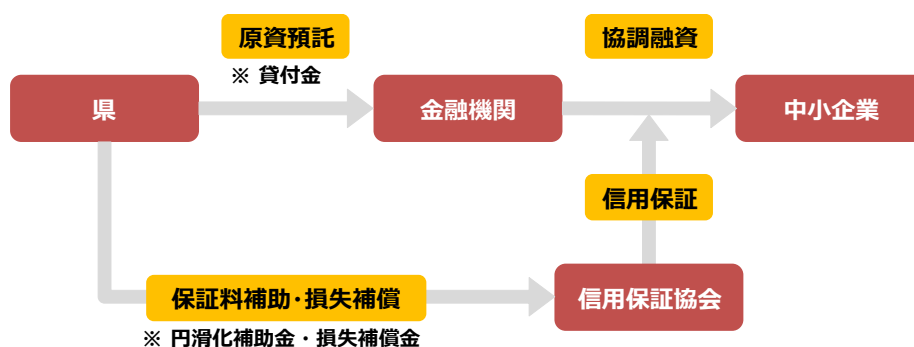 原資預託
協調融資
※ 貸付金
県
金融機関
中小企業
信用保証
保証料補助・損失補償
信用保証協会
※ 円滑化補助金・損失補償金